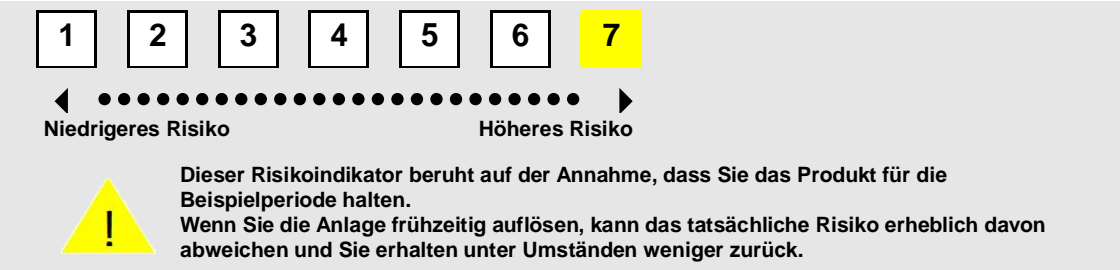 1 2 3 4 5 6 7
Niedrigeres Risiko Höheres Risiko
Dieser Risikoindikator beruht auf der Annahme, dass Sie das Produkt für die
Beispielperiode halten.
Wenn Sie die Anlage frühzeitig auflösen, kann das tatsächliche Risiko erheblich davon
abweichen und Sie erhalten unter Umständen weniger zurück.
!